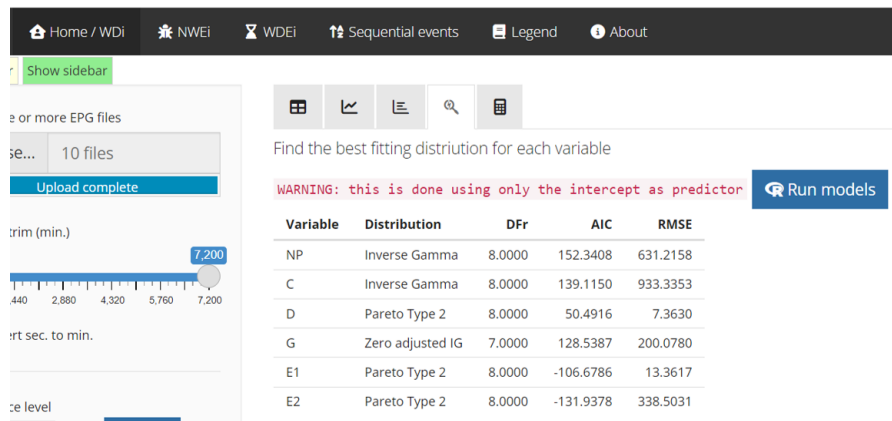 Home / WDi NWEi WDEi Sequential events Legend About
r Show sidebar
e or more EPG files
se... 10 files
Upload complete
trim (min.)
7,200
,440 2,880 4,320 5,760 7,200
ert sec. to min.
ce level
Find the best fitting distriution for each variable
WARNING: this is done using only the intercept as predictor Run models
Variable Distribution DFr AIC RMSE
NP Inverse Gamma 8.0000 152.3408 631.2158
C Inverse Gamma 8.0000 139.1150 933.3353
D Pareto Type 2 8.0000 50.4916 7.3630
G Zero adjusted IG 7.0000 128.5387 200.0780
E1 Pareto Type 2 8.0000 -106.6786 13.3617
E2 Pareto Type 2 8.0000 -131.9378 338.5031